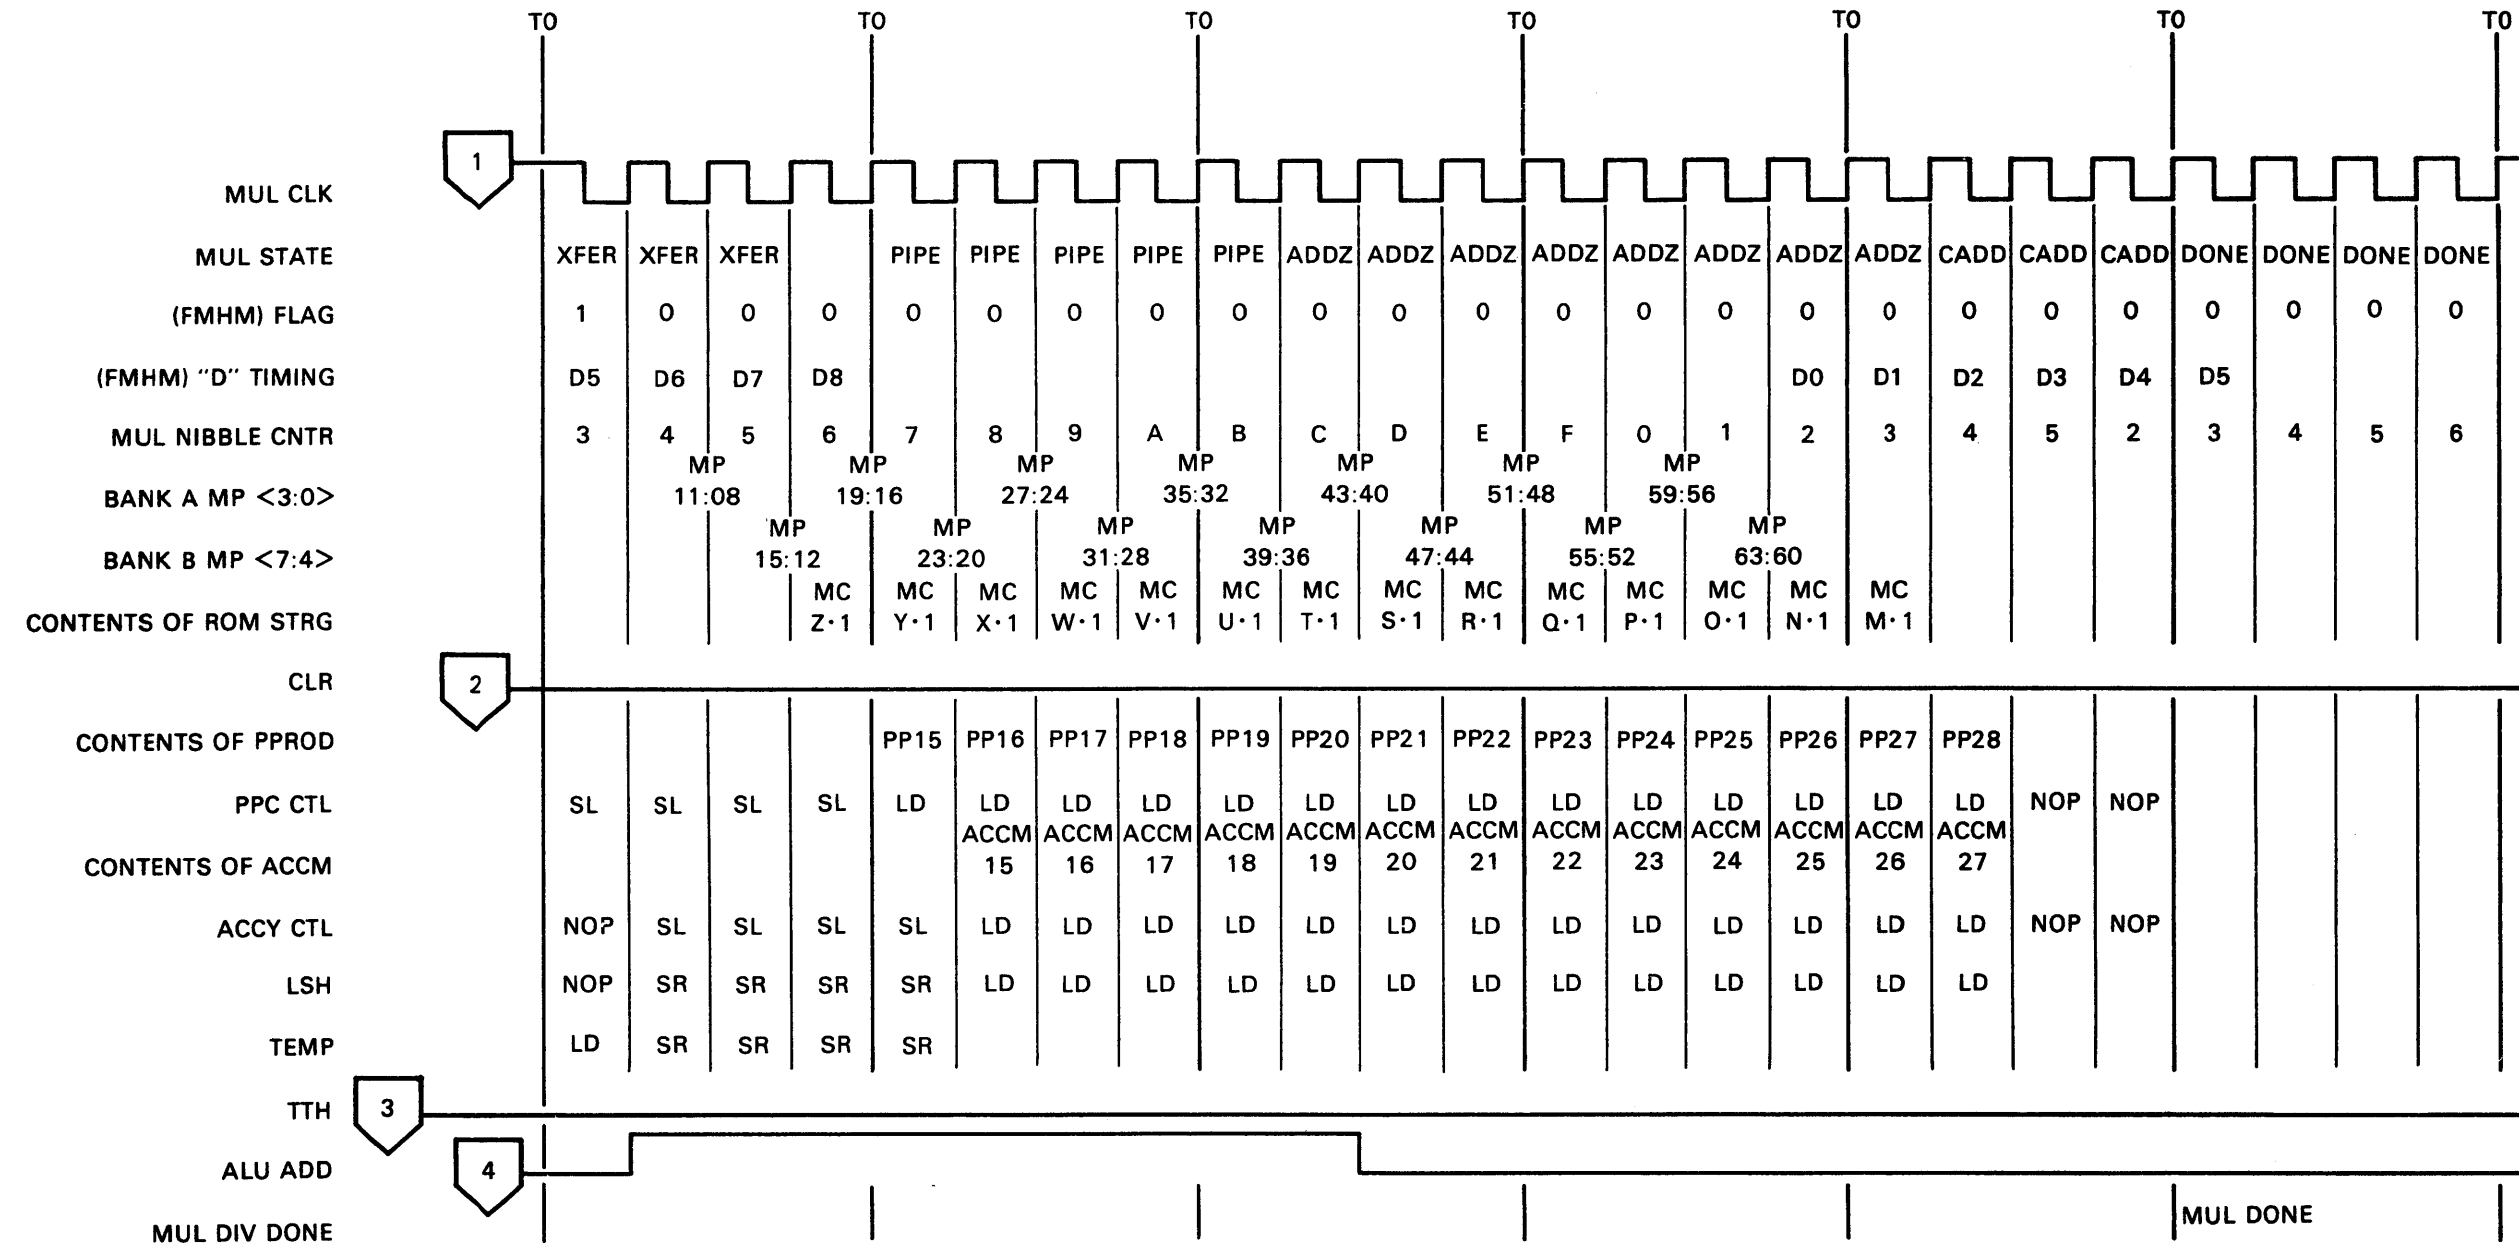 TO TO TO TO TO TO TO
1
MUL CLK
MUL STATE XFER XFER XFER PIPE PIPE PIPE PIPE PIPE ADDZ ADDZ ADDZ ADDZ ADDZ ADDZ ADDZ ADDZ CADD CADD CADD DONE DONE DONE DONE
(FMHM) FLAG 1 0 0 0 0 0 0 0 0 0 0 0 0 0 0 0 0 0 0 0 0 0 0 0
(FMHM) "D" TIMING D5 D6 D7 D8 D0 D1 D2 D3 D4 D5
MUL NIBBLE CNTR 3 4 5 6 7 8 9 A B C D E F 0 1 2 3 4 5 2 3 4 5 6
MP MP MP MP MP MP MP
BANK A MP <3:0> 11:08 19:16 27:24 35:32 43:40 51:48 59:56
MP MP MP MP MP MP MP
BANK B MP <7:4> 15:12 23:20 31:28 39:36 47:44 55:52 63:60
MC MC MC MC MC MC MC MC MC MC MC MC MC MC
CONTENTS OF ROM STRG Z·1 Y·1 X·1 W·1 V·1 U·1 T·1 S·1 R·1 Q·1 P·1 O·1 N·1 M·1
CLR 2
CONTENTS OF PPROD PP15 PP16 PP17 PP18 PP19 PP20 PP21 PP22 PP23 PP24 PP25 PP26 PP27 PP28
PPC CTL SL SL SL SL LD LD LD LD LD LD LD LD LD LD LD LD LD LD NOP NOP
ACCM ACCM ACCM ACCM ACCM ACCM ACCM ACCM ACCM ACCM ACCM ACCM ACCM
CONTENTS OF ACCM 15 16 17 18 19 20 21 22 23 24 25 26 27
ACCY CTL NOP SL SL SL SL LD LD LD LD LD LD LD LD LD LD LD LD LD NOP NOP
LSH NOP SR SR SR SR LD LD LD LD LD LD LD LD LD LD LD LD LD
TEMP LD SR SR SR SR
TTH 3
ALU ADD 4
MUL DIV DONE MUL DONE